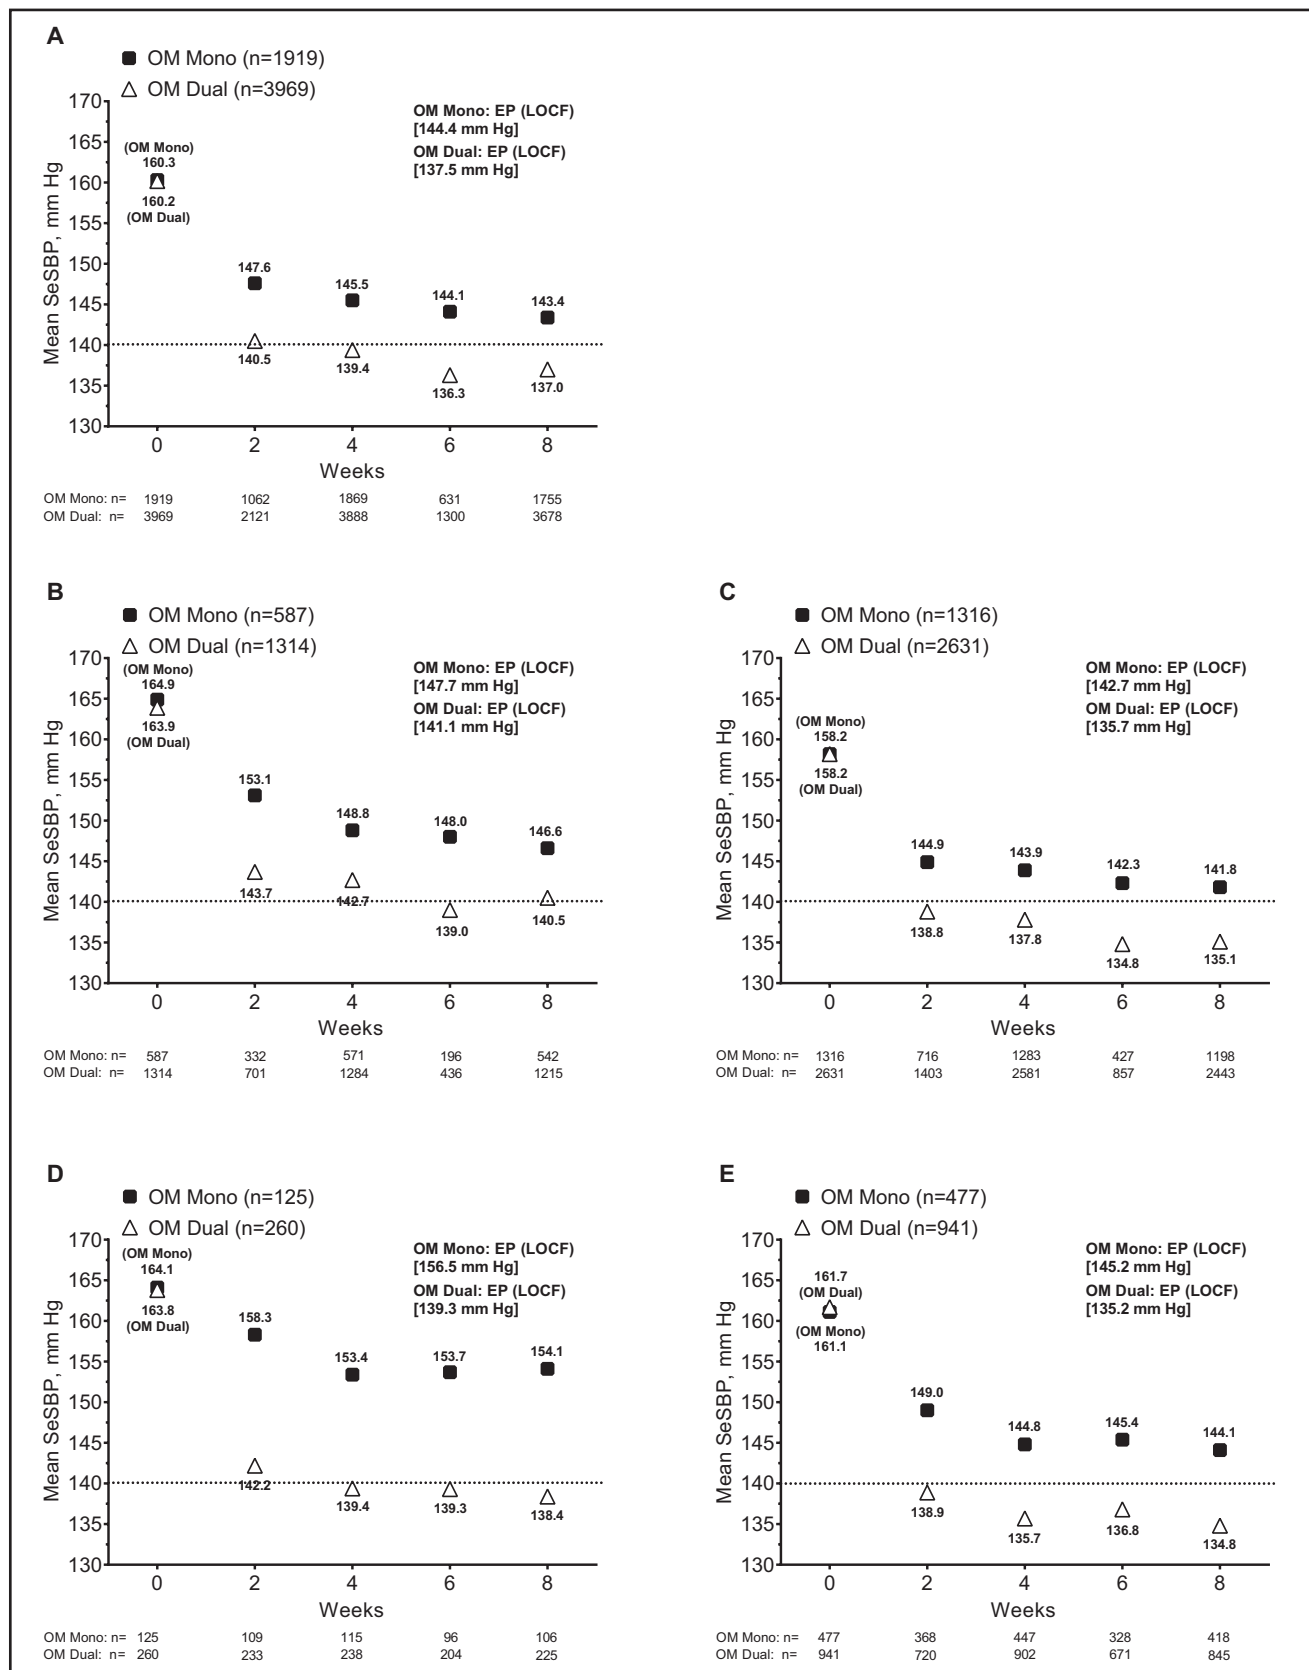 A
OM Mono (n=1919)
OM Dual (n=3969)
OM Mono: EP (LOCF)
[144.4 mm Hg]
OM Dual: EP (LOCF)
[137.5 mm Hg]
Mean SeSBP, mm Hg
170
165
160
155
150
145
140
135
130
(OM Mono)
160.3
160.2
(OM Dual)
147.6
145.5
144.1
143.4
140.5
139.4
136.3
137.0
0 2 4 6 8
Weeks
OM Mono: n= 1919 1062 1869 631 1755
OM Dual: n= 3969 2121 3888 1300 3678
B
OM Mono (n=587)
OM Dual (n=1314)
OM Mono: EP (LOCF)
[147.7 mm Hg]
OM Dual: EP (LOCF)
[141.1 mm Hg]
Mean SeSBP, mm Hg
170
165
160
155
150
145
140
135
130
(OM Mono)
164.9
163.9
(OM Dual)
153.1
148.8
148.0
146.6
143.7
142.7
139.0
140.5
0 2 4 6 8
Weeks
OM Mono: n= 587 332 571 196 542
OM Dual: n= 1314 701 1284 436 1215
C
OM Mono (n=1316)
OM Dual (n=2631)
OM Mono: EP (LOCF)
[142.7 mm Hg]
OM Dual: EP (LOCF)
[135.7 mm Hg]
Mean SeSBP, mm Hg
170
165
160
155
150
145
140
135
130
(OM Mono)
158.2
158.2
(OM Dual)
144.9
143.9
142.3
141.8
138.8
137.8
134.8
135.1
0 2 4 6 8
Weeks
OM Mono: n= 1316 716 1283 427 1198
OM Dual: n= 2631 1403 2581 857 2443
D
OM Mono (n=125)
OM Dual (n=260)
OM Mono: EP (LOCF)
[156.5 mm Hg]
OM Dual: EP (LOCF)
[139.3 mm Hg]
Mean SeSBP, mm Hg
170
165
160
155
150
145
140
135
130
(OM Mono)
164.1
163.8
(OM Dual)
158.3
153.4
153.7
154.1
142.2
139.4
139.3
138.4
0 2 4 6 8
Weeks
OM Mono: n= 125 109 115 96 106
OM Dual: n= 260 233 238 204 225
E
OM Mono (n=477)
OM Dual (n=941)
OM Mono: EP (LOCF)
[145.2 mm Hg]
OM Dual: EP (LOCF)
[135.2 mm Hg]
Mean SeSBP, mm Hg
170
165
160
155
150
145
140
135
130
161.7
(OM Dual)
(OM Mono)
161.1
149.0
144.8
145.4
144.1
138.9
135.7
136.8
134.8
0 2 4 6 8
Weeks
OM Mono: n= 477 368 447 328 418
OM Dual: n= 941 720 902 671 845